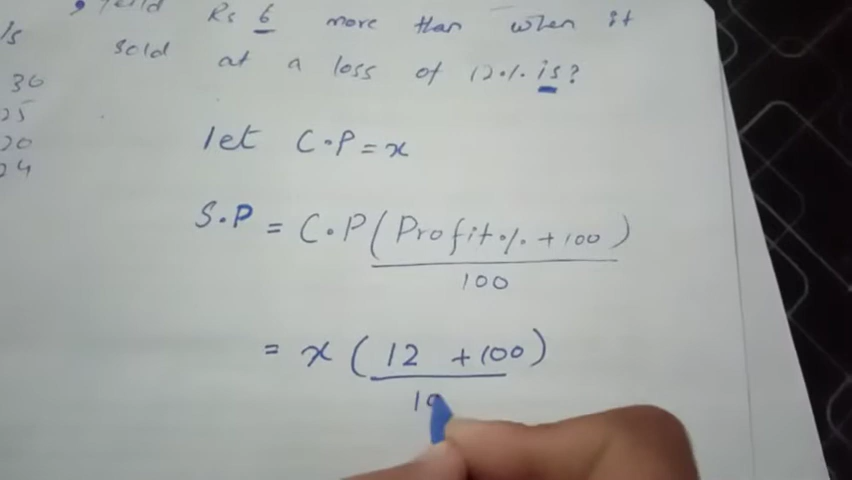 Rs 6 more than when it
sold at a loss of 12% is?
let C.P = x
S.P = C.P (Profit% + 100)
100
= x (12 + 100)
10
/s
30
25
20
24